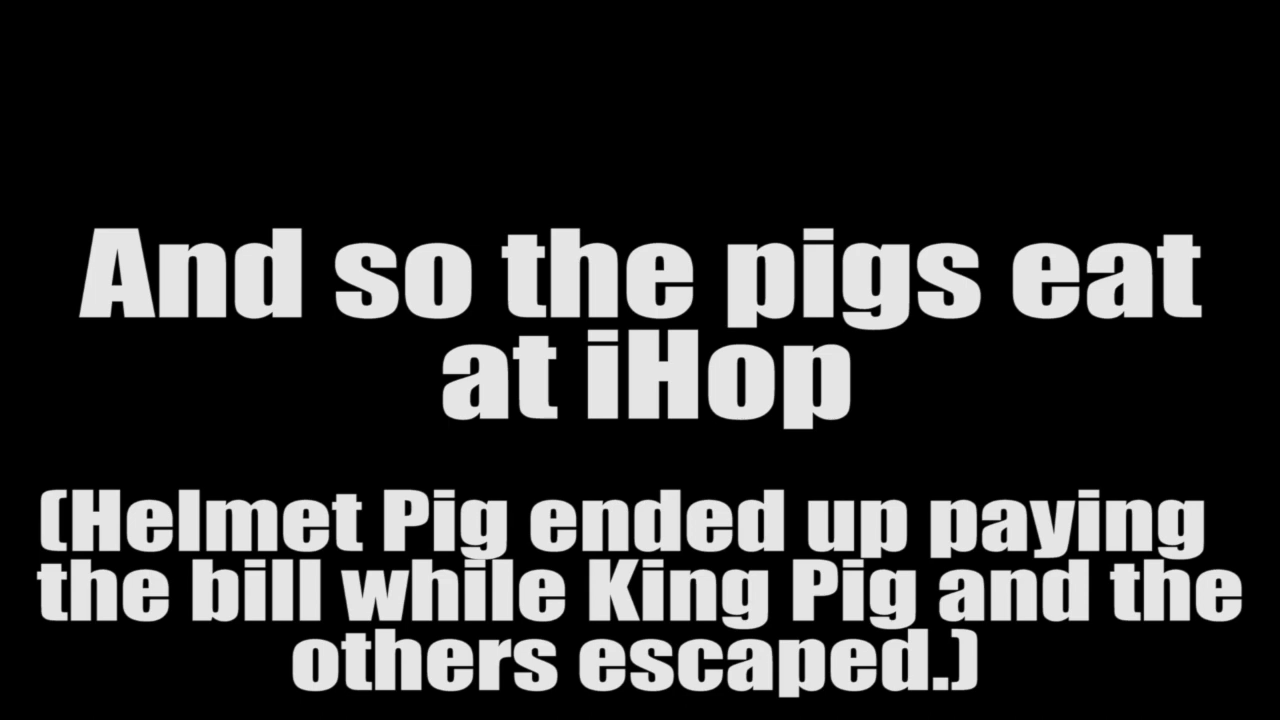 And so the pigs eat
at iHop
(Helmet Pig ended up paying
the bill while King Pig and the
others escaped.)